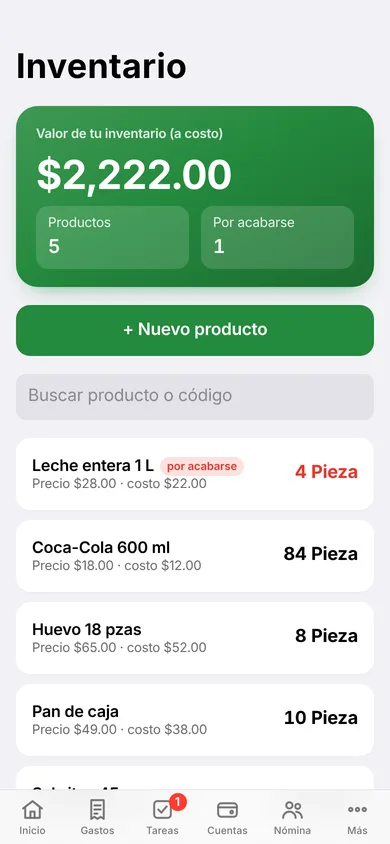 Inventario
Valor de tu inventario (a costo)
$2,222.00
Productos
5
Por acabarse
1
+ Nuevo producto
Buscar producto o código
Leche entera 1 L por acabarse
4 Pieza
Precio $28.00 · costo $22.00
Coca-Cola 600 ml
84 Pieza
Precio $18.00 · costo $12.00
Huevo 18 pzas
8 Pieza
Precio $65.00 · costo $52.00
Pan de caja
10 Pieza
Precio $49.00 · costo $38.00
1
Inicio
Gastos
Tareas
Cuentas
Nómina
Más